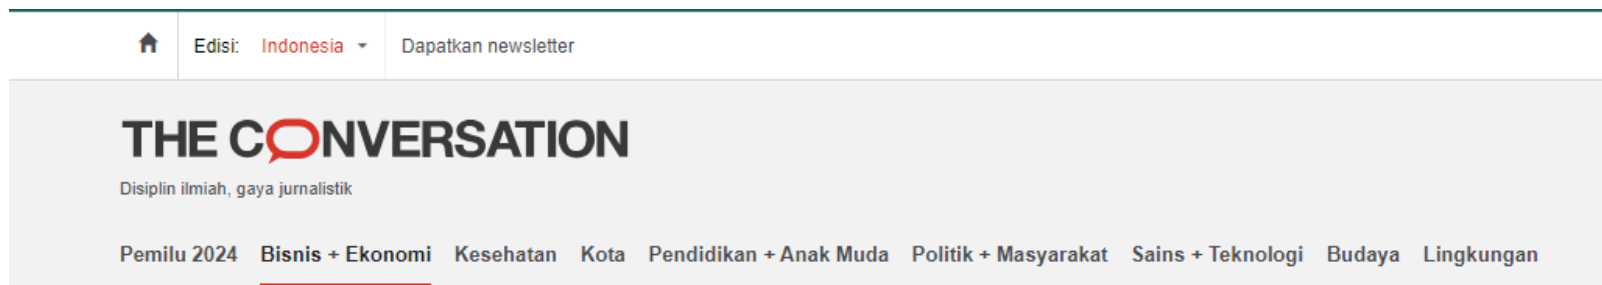 Edisi: Indonesia Dapatkan newsletter
THE CONVERSATION
Disiplin ilmiah, gaya jurnalistik
Pemilu 2024 Bisnis + Ekonomi Kesehatan Kota Pendidikan + Anak Muda Politik + Masyarakat Sains + Teknologi Budaya Lingkungan